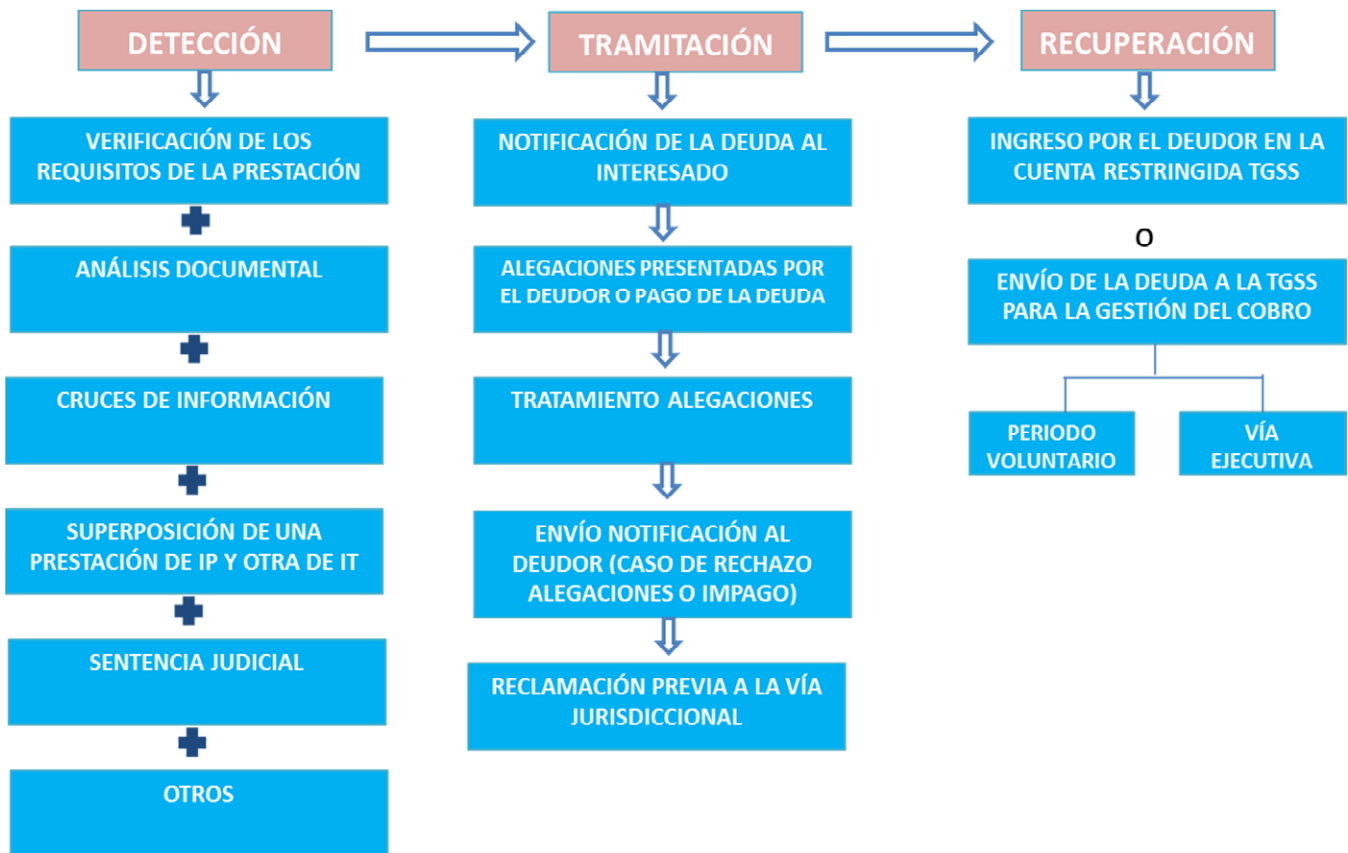 DETECCIÓN
VERIFICACIÓN DE LOS
REQUISITOS DE LA PRESTACIÓN
ANÁLISIS DOCUMENTAL
CRUCES DE INFORMACIÓN
SUPERPOSICIÓN DE UNA
PRESTACIÓN DE IP Y OTRA DE IT
SENTENCIA JUDICIAL
OTROS
TRAMITACIÓN
NOTIFICACIÓN DE LA DEUDA AL
INTERESADO
ALEGACIONES PRESENTADAS POR
EL DEUDOR O PAGO DE LA DEUDA
TRATAMIENTO ALEGACIONES
ENVÍO NOTIFICACIÓN AL
DEUDOR (CASO DE RECHAZO
ALEGACIONES O IMPAGO)
RECLAMACIÓN PREVIA A LA VÍA
JURISDICCIONAL
RECUPERACIÓN
INGRESO POR EL DEUDOR EN LA
CUENTA RESTRINGIDA TGSS
O
ENVÍO DE LA DEUDA A LA TGSS
PARA LA GESTIÓN DEL COBRO
PERIODO
VOLUNTARIO
VÍA
EJECUTIVA